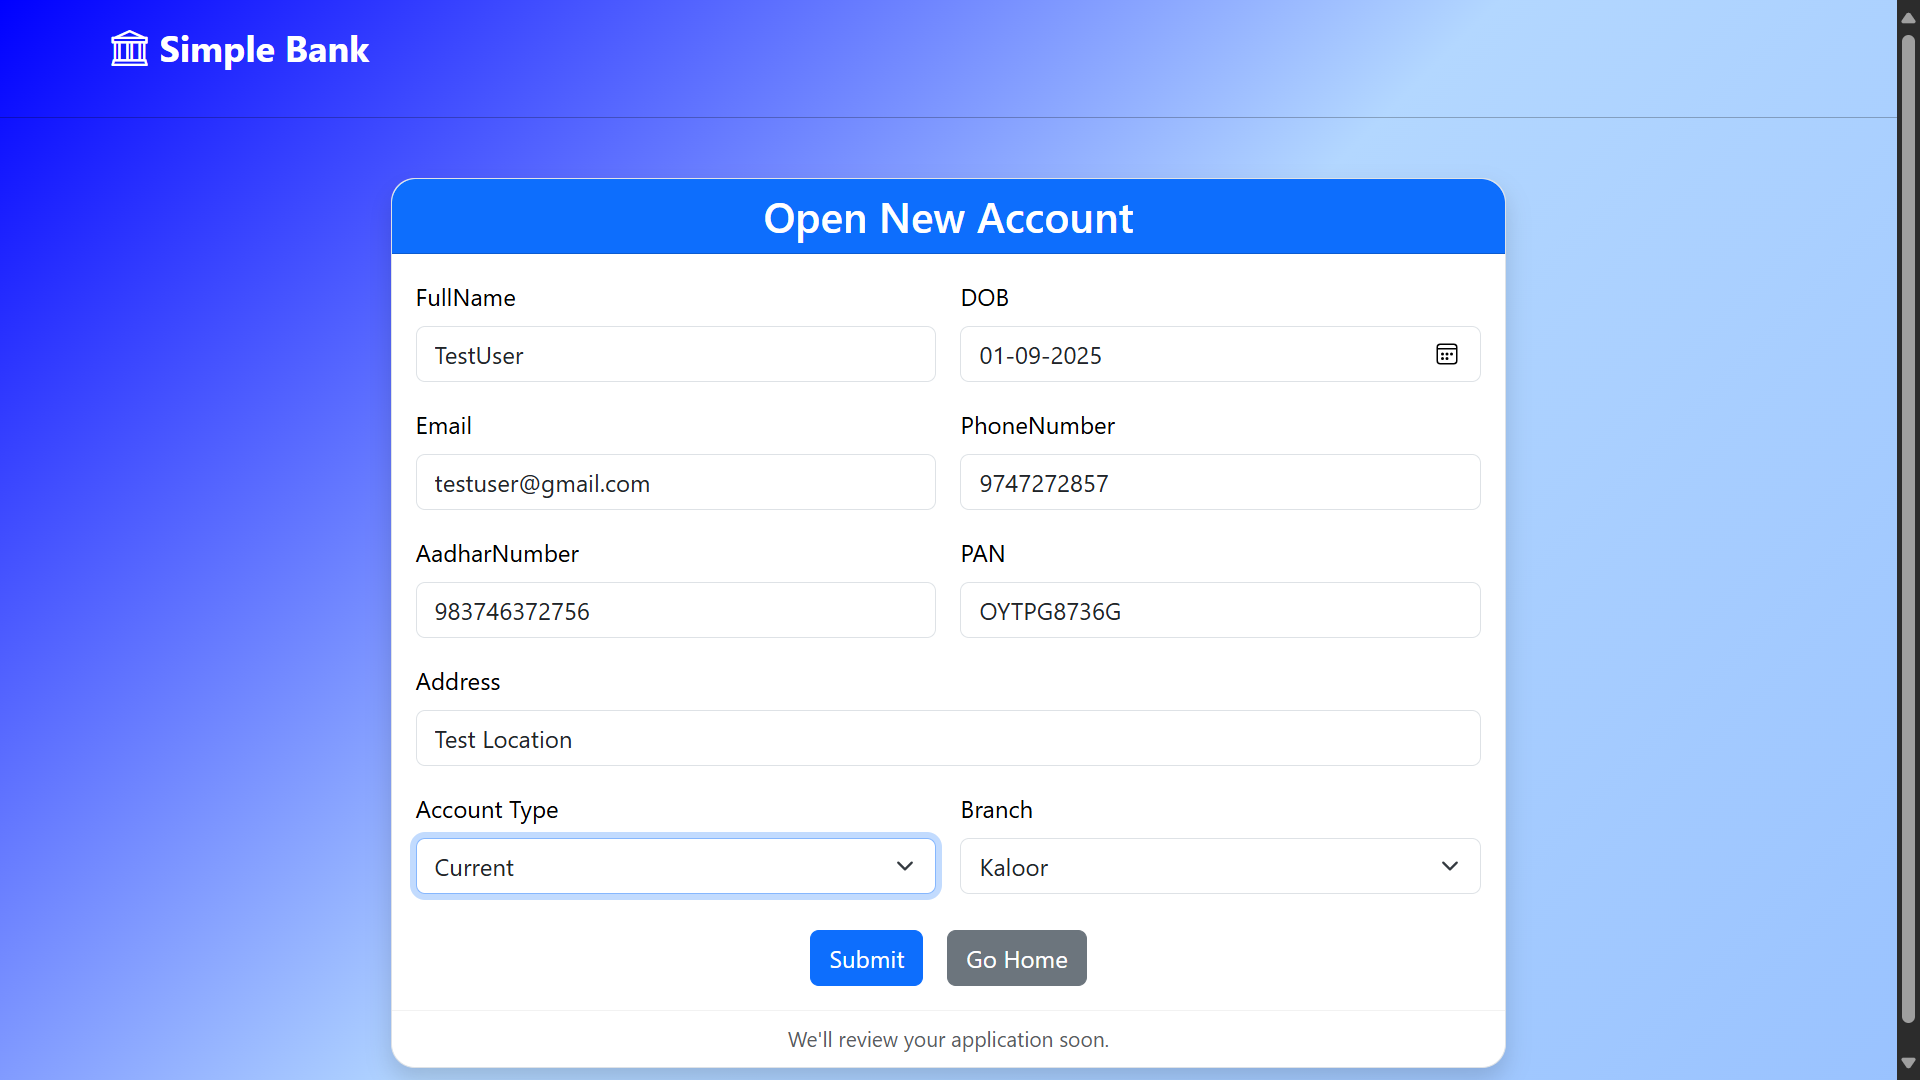 Simple Bank
Open New Account
FullName
DOB
TestUser
01-09-2025
Email
PhoneNumber
testuser@gmail.com
9747272857
AadharNumber
PAN
983746372756
OYTPG8736G
Address
Test Location
Account Type
Branch
Current
Kaloor
Submit
Go Home
We'll review your application soon.